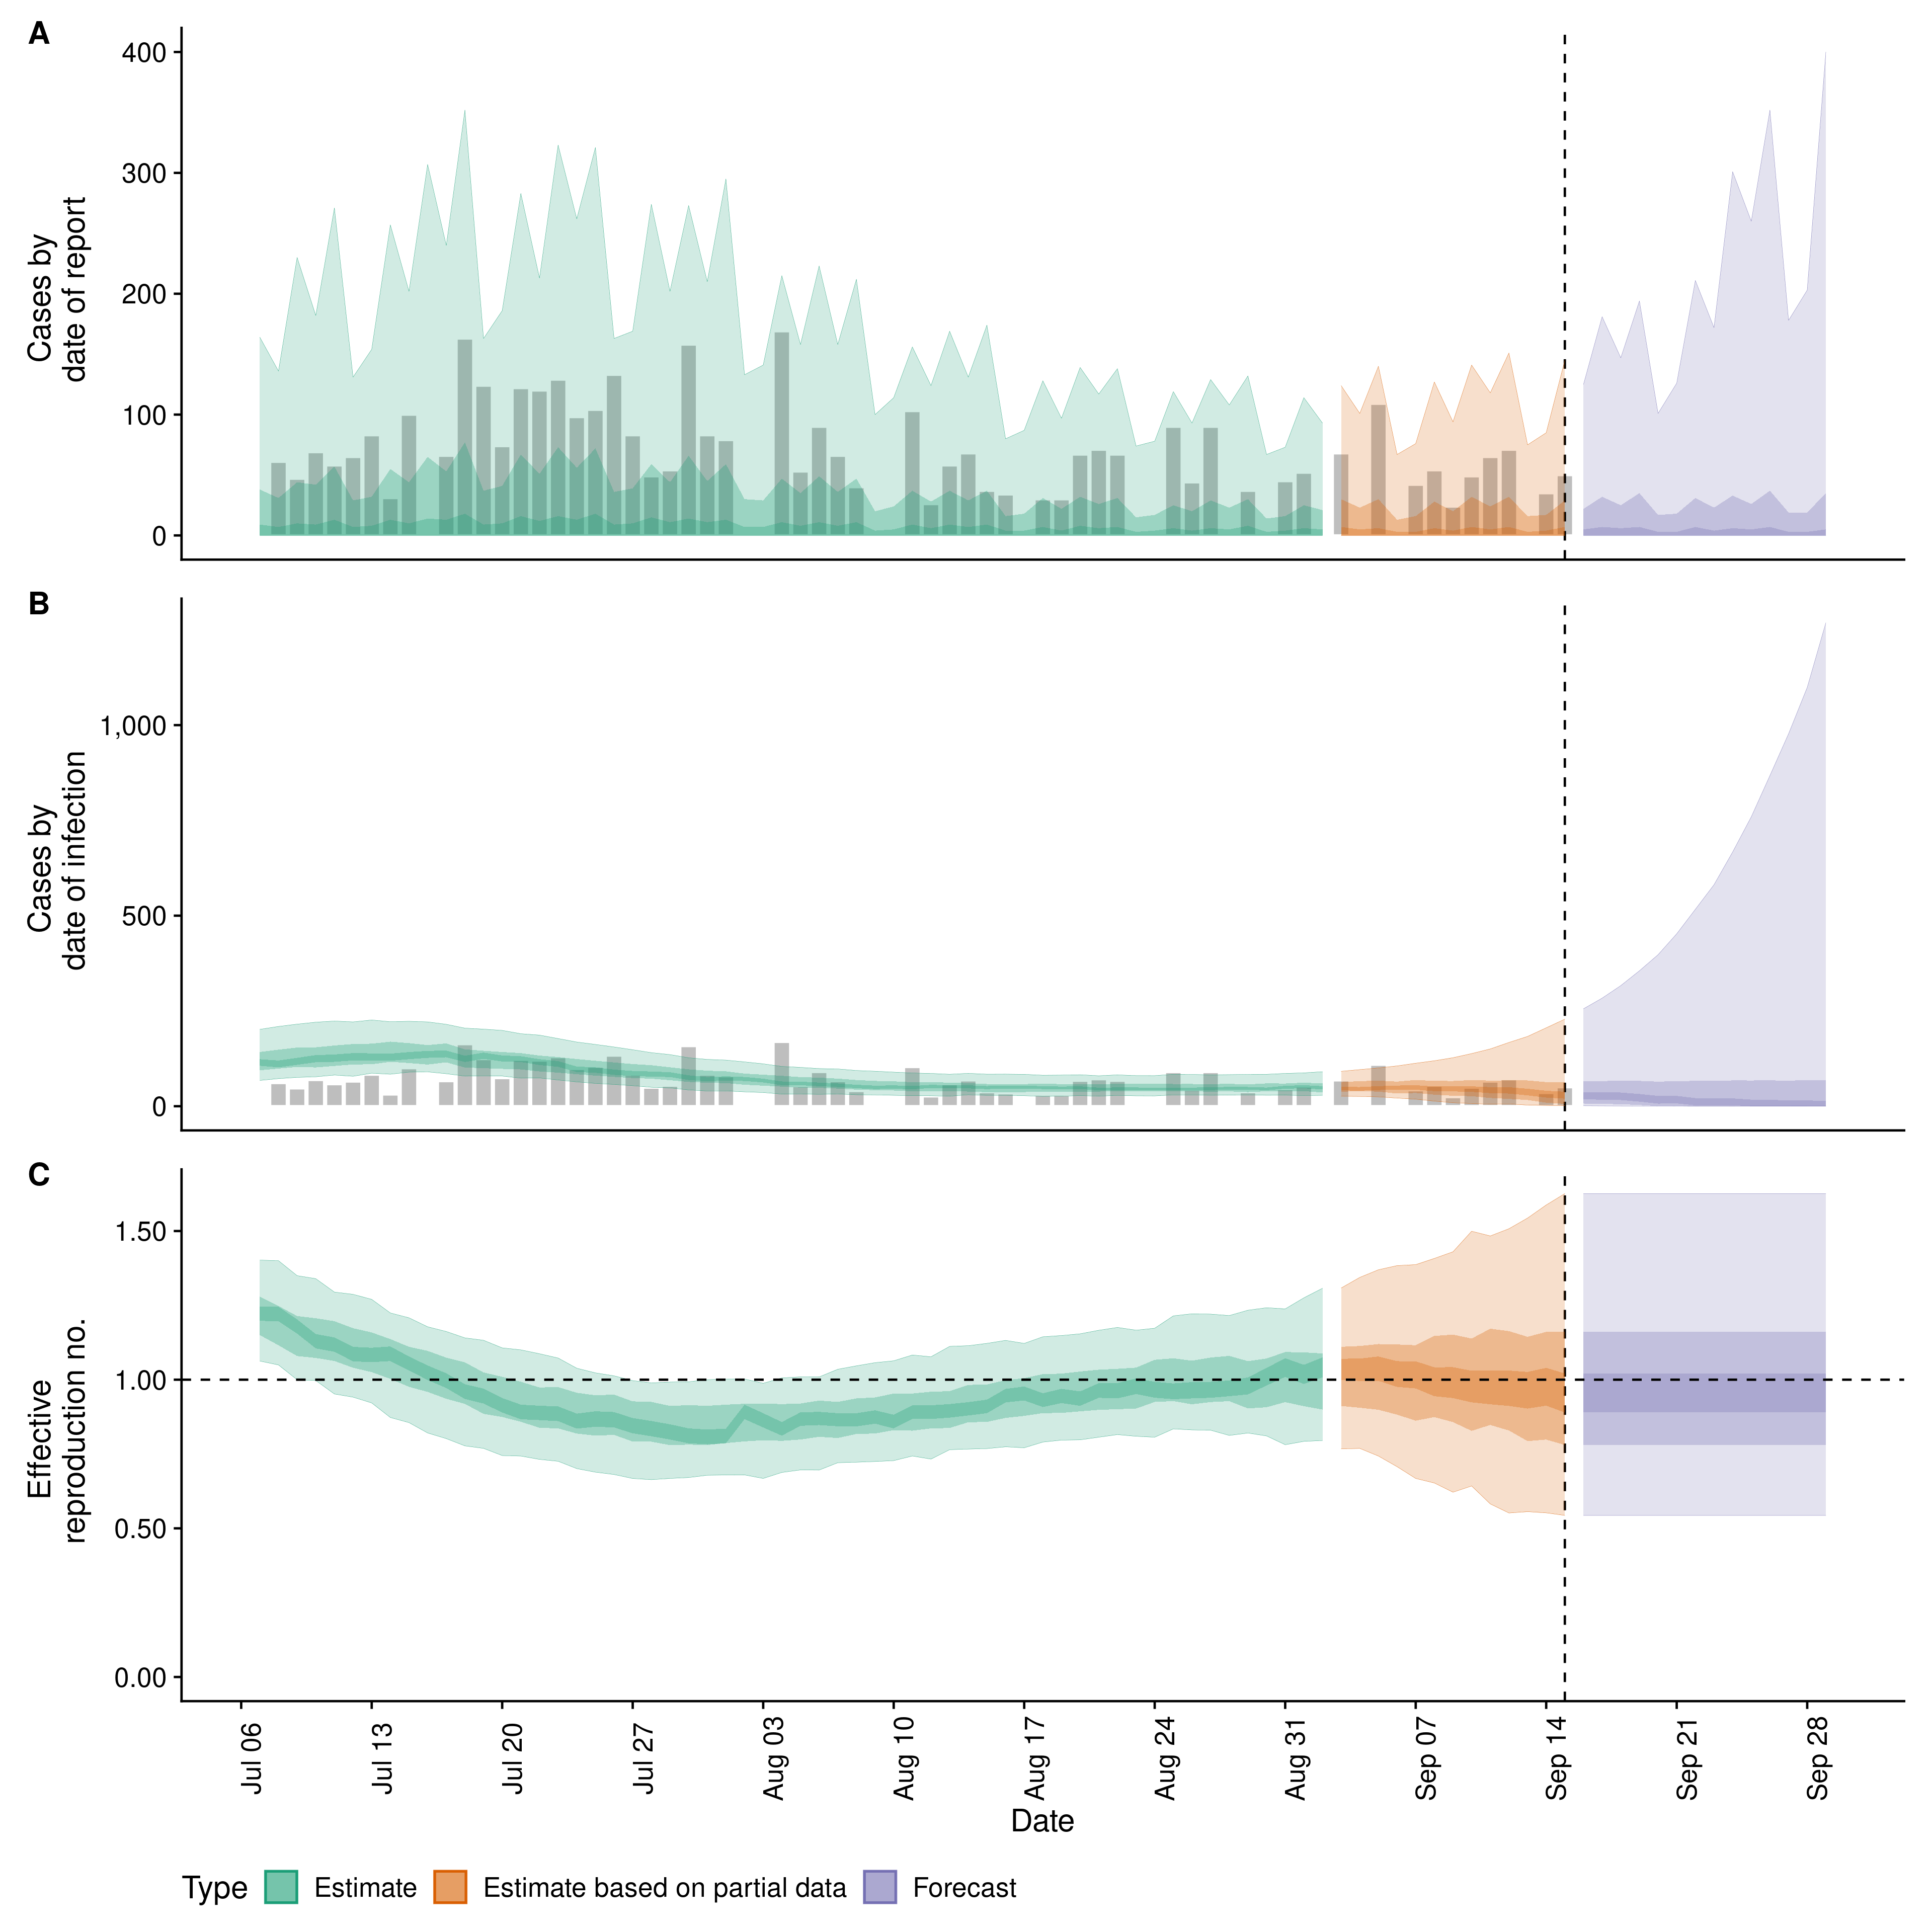 A
400
300
200
100
0
Cases by
date of report
B
1,000
500
0
Cases by
date of infection
C
1.50
1.00
0.50
0.00
Effective
reproduction no.
Jul 06
Jul 13
Jul 20
Jul 27
Aug 03
Aug 10
Aug 17
Aug 24
Aug 31
Sep 07
Sep 14
Sep 21
Sep 28
Date
Type Estimate Estimate based on partial data Forecast